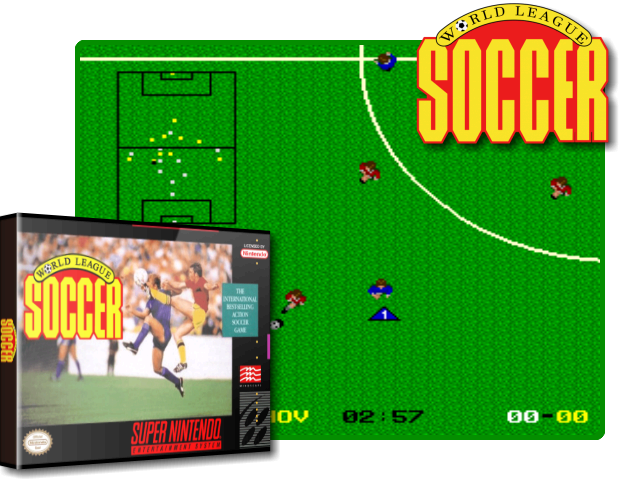 WORLD LEAGUE
SOCCER
1
NOV 02:57 00-00
LICENSED BY
Nintendo
WORLD LEAGUE
SOCCER
THE
INTERNATIONAL
BEST-SELLING
ACTION
SOCCER
GAME
SOCCER
MINDSCAPE
SUPER NINTENDO
ENTERTAINMENT SYSTEM